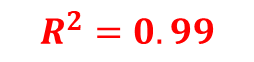 R² = 0.99